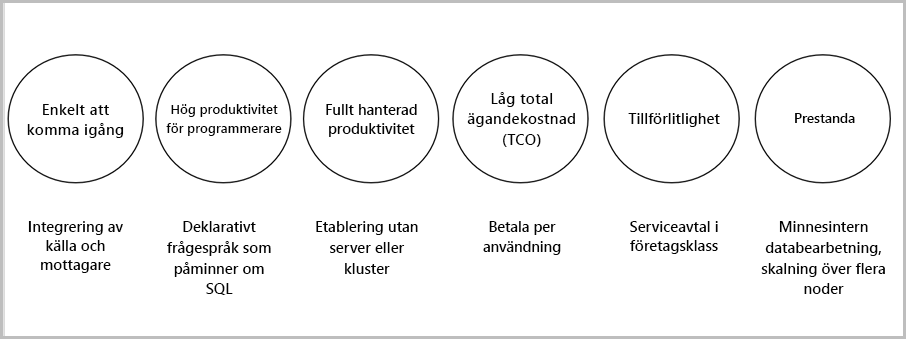 Enkelt att
komma igång
Hög produktivitet
för programmerare
Fullt hanterad
produktivitet
Låg total
ägandekostnad
(TCO)
Tillförlitlighet
Prestanda
Integrering av
källa och
mottagare
Deklarativt
frågespråk som
påminner om
SQL
Etablering utan
server eller
kluster
Betala per
användning
Serviceavtal i
företagsklass
Minnesintern
databearbetning,
skalning över flera
noder